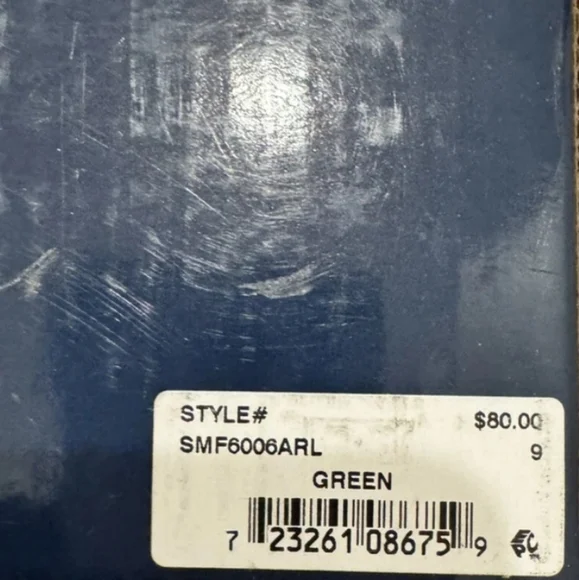 STYLE# $80.00
SMF6006ARL 9
GREEN
7 23261 08675 9